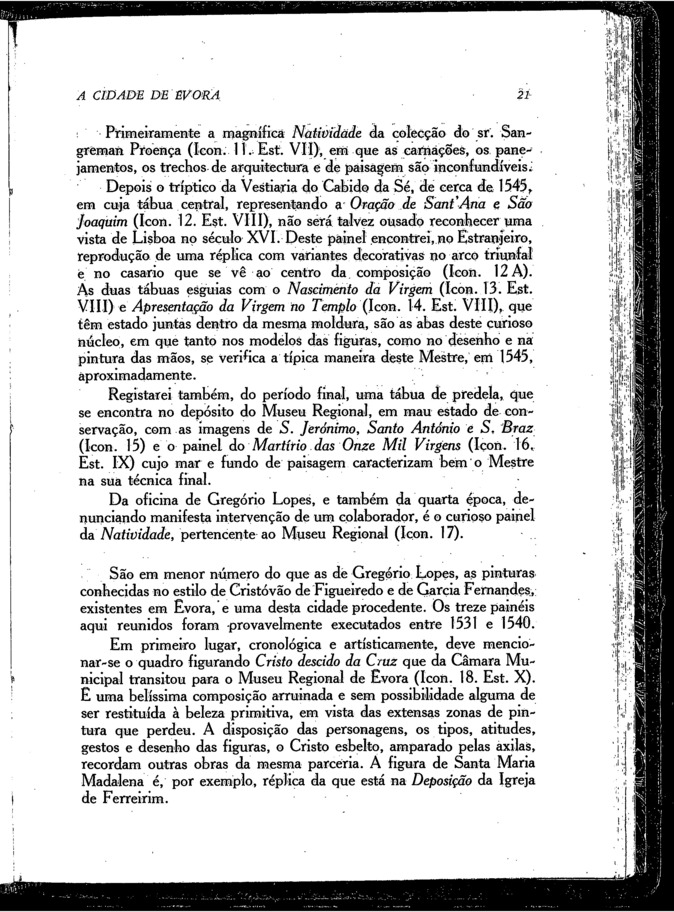 A CIDADE DE ÉVORA 21
Primeiramente a magnífica Natividade da colecção do sr. San-
greman Proença (Icon. 11. Est. VII), em que as carnações, os pane-
jamentos, os trechos de arquitectura e de paisagem são inconfundíveis.
Depois o tríptico da Vestiaria do Cabido da Sé, de cerca de 1545,
em cuja tábua central, representando a Oração de Sant'Ana e São
Joaquim (Icon. 12. Est. VIII), não será talvez ousado reconhecer uma
vista de Lisboa no século XVI. Deste painel encontrei, no Estranjeiro,
reprodução de uma réplica com variantes decorativas no arco triunfal
e no casario que se vê ao centro da composição (Icon. 12 A).
As duas tábuas esguias com o Nascimento da Virgem (Icon. 13. Est.
VIII) e Apresentação da Virgem no Templo (Icon. 14. Est. VIII), que
têm estado juntas dentro da mesma moldura, são as abas deste curioso
núcleo, em que tanto nos modelos das figuras, como no desenho e na
pintura das mãos, se verifica a típica maneira deste Mestre, em 1545,
aproximadamente.
Registarei também, do período final, uma tábua de predela, que
se encontra no depósito do Museu Regional, em mau estado de con-
servação, com as imagens de S. Jerónimo, Santo António e S. Braz
(Icon. 15) e o painel do Martírio das Onze Mil Virgens (Icon. 16.
Est. IX) cujo mar e fundo de paisagem caracterizam bem o Mestre
na sua técnica final.
Da oficina de Gregório Lopes, e também da quarta época, de-
nunciando manifesta intervenção de um colaborador, é o curioso painel
da Natividade, pertencente ao Museu Regional (Icon. 17).
São em menor número do que as de Gregório Lopes, as pinturas
conhecidas no estilo de Cristóvão de Figueiredo e de Garcia Fernandes,
existentes em Évora, e uma desta cidade procedente. Os treze painéis
aqui reunidos foram provavelmente executados entre 1531 e 1540.
Em primeiro lugar, cronológica e artísticamente, deve mencio-
nar-se o quadro figurando Cristo descido da Cruz que da Câmara Mu-
nicipal transitou para o Museu Regional de Évora (Icon. 18. Est. X).
É uma belíssima composição arruinada e sem possibilidade alguma de
ser restituída à beleza primitiva, em vista das extensas zonas de pin-
tura que perdeu. A disposição das personagens, os tipos, atitudes,
gestos e desenho das figuras, o Cristo esbelto, amparado pelas axilas,
recordam outras obras da mesma parceria. A figura de Santa Maria
Madalena é, por exemplo, réplica da que está na Deposição da Igreja
de Ferreirim.